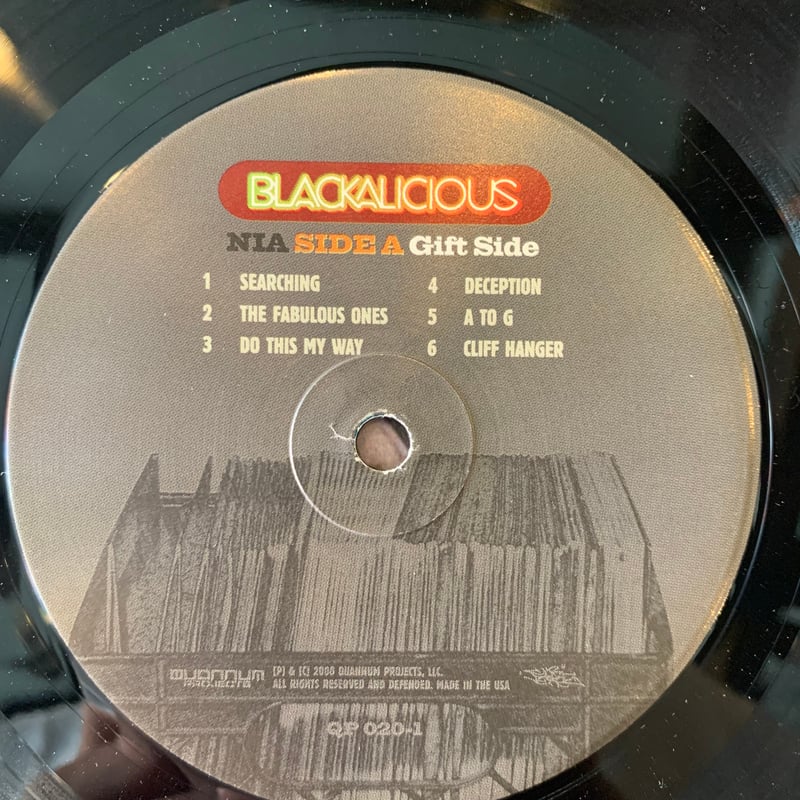 BLACKALICIOUS
NIA SIDE A Gift Side
1 SEARCHING
2 THE FABULOUS ONES
3 DO THIS MY WAY
4 DECEPTION
5 A TO G
6 CLIFF HANGER
QUANNUM
PROJECTS
(P) & (C) 2000 QUANNUM PROJECTS, LLC.
ALL RIGHTS RESERVED AND DEFENDED. MADE IN THE USA
QP 020-1